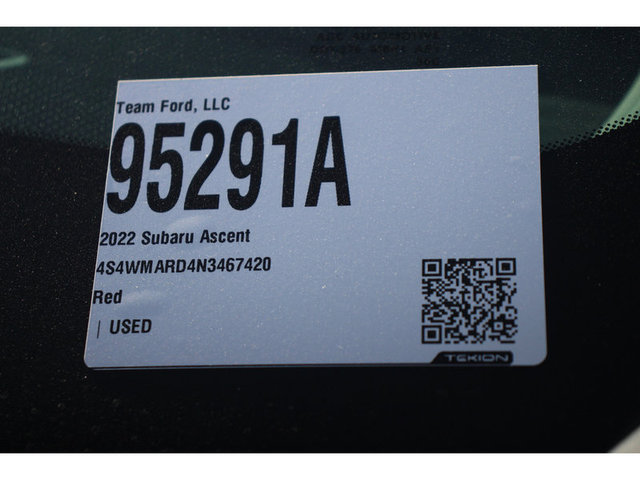 Team Ford, LLC
95291A
2022 Subaru Ascent
4S4WMARD4N3467420
Red
| USED
TEKION